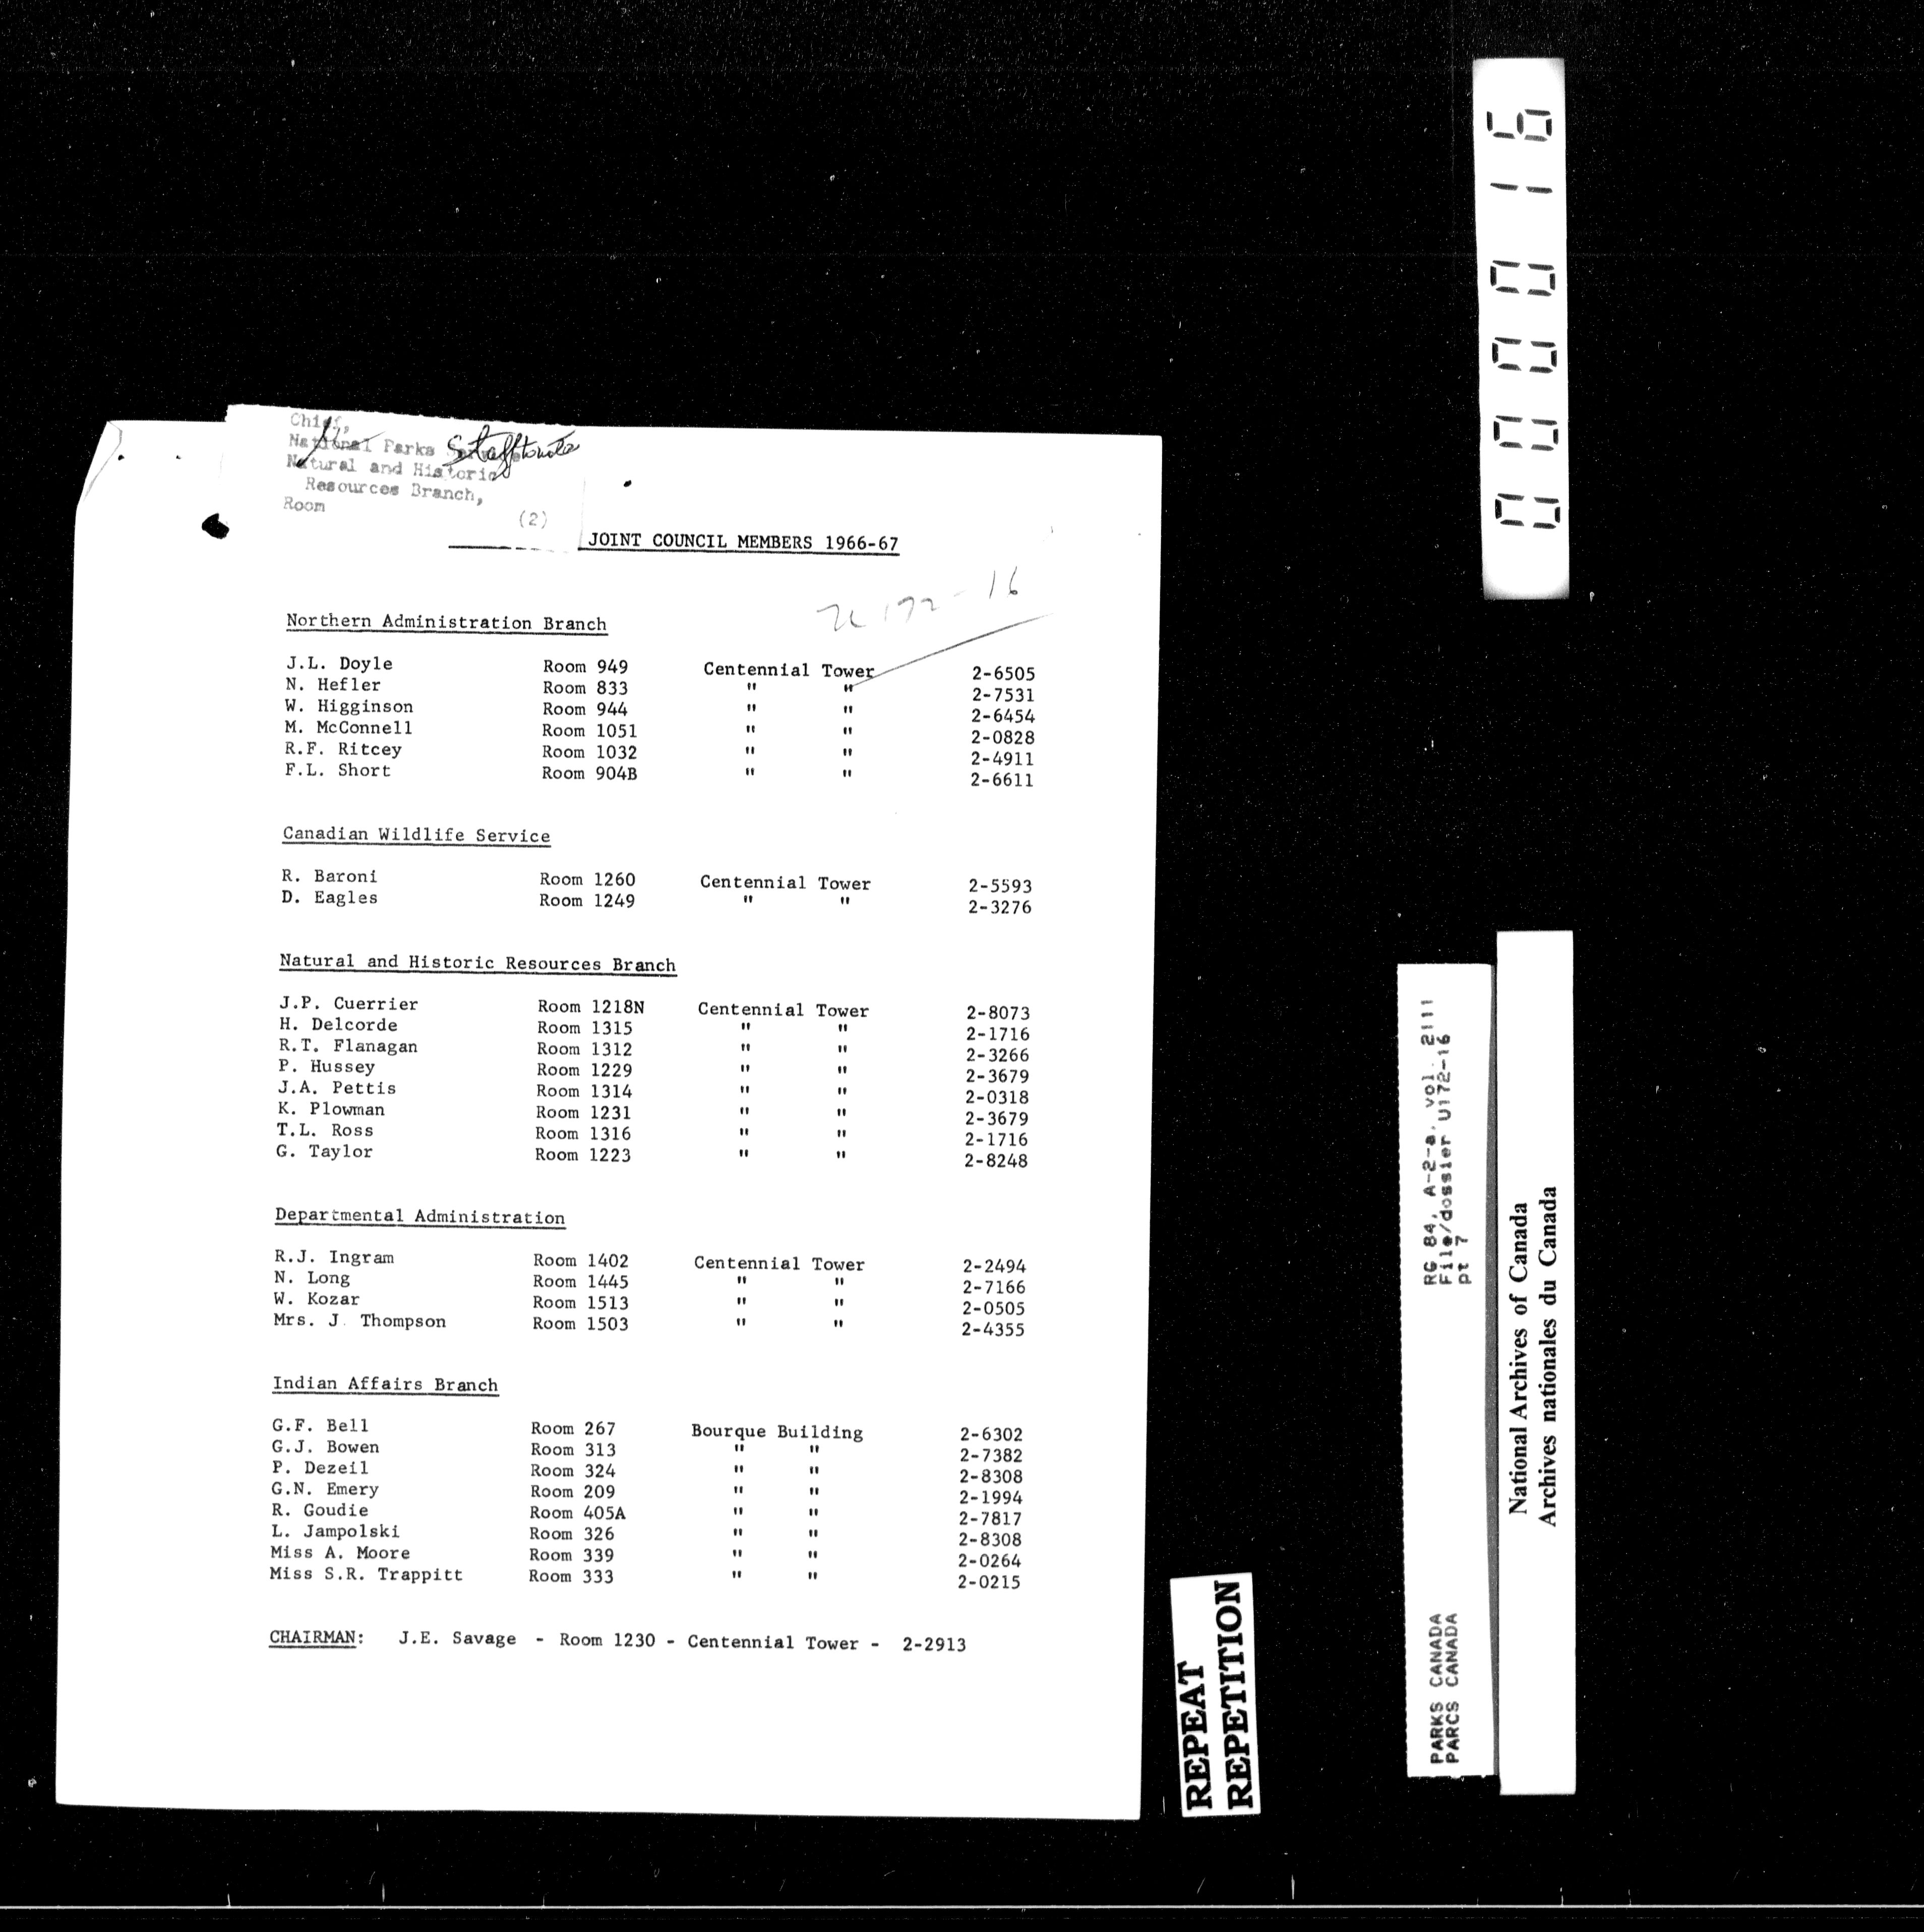 Chief,
National Parks
Natural and Historic
Resources Branch,
Room
(2)
JOINT COUNCIL MEMBERS 1966-67
172-16
Northern Administration Branch
J.L. Doyle Room 949 Centennial Tower 2-6505
N. Hefler Room 833 " " 2-7531
W. Higginson Room 944 " " 2-6454
M. McConnell Room 1051 " " 2-0828
R.F. Ritcey Room 1032 " " 2-4911
F.L. Short Room 904B " " 2-6611
Canadian Wildlife Service
R. Baroni Room 1260 Centennial Tower 2-5593
D. Eagles Room 1249 " " 2-3276
Natural and Historic Resources Branch
J.P. Cuerrier Room 1218N Centennial Tower 2-8073
H. Delcorde Room 1315 " " 2-1716
R.T. Flanagan Room 1312 " " 2-3266
P. Hussey Room 1229 " " 2-3679
J.A. Pettis Room 1314 " " 2-0318
K. Plowman Room 1231 " " 2-3679
T.L. Ross Room 1316 " " 2-1716
G. Taylor Room 1223 " " 2-8248
Departmental Administration
R.J. Ingram Room 1402 Centennial Tower 2-2494
N. Long Room 1445 " " 2-7166
W. Kozar Room 1513 " " 2-0505
Mrs. J. Thompson Room 1503 " " 2-4355
Indian Affairs Branch
G.F. Bell Room 267 Bourque Building 2-6302
G.J. Bowen Room 313 " " 2-7382
P. Dezeil Room 324 " " 2-8308
G.N. Emery Room 209 " " 2-1994
R. Goudie Room 405A " " 2-7817
L. Jampolski Room 326 " " 2-8308
Miss A. Moore Room 339 " " 2-0264
Miss S.R. Trappitt Room 333 " " 2-0215
CHAIRMAN: J.E. Savage - Room 1230 - Centennial Tower - 2-2913
REPEAT
REPETITION
000016
PARKS CANADA RG 84, A-2-a, vol. 2111
PARCS CANADA File/dossier U172-16
pt 7
National Archives of Canada
Archives nationales du Canada